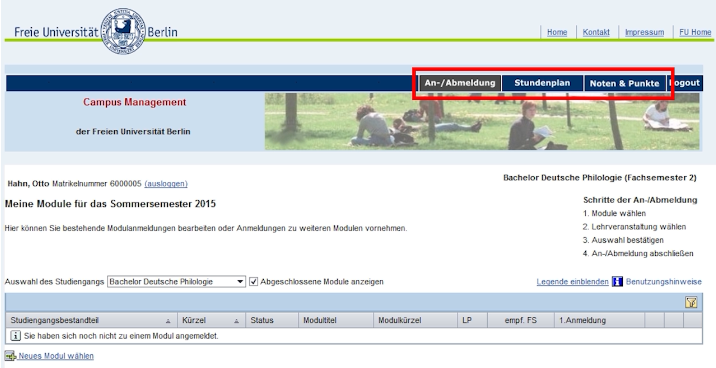 Freie Universität Berlin
Home Kontakt Impressum FU Home
An-/Abmeldung Stundenplan Noten & Punkte Logout
Campus Management
der Freien Universität Berlin
Hahn, Otto Matrikelnummer 6000005 (ausloggen)
Bachelor Deutsche Philologie (Fachsemester 2)
Meine Module für das Sommersemester 2015
Hier können Sie bestehende Modulanmeldungen bearbeiten oder Anmeldungen zu weiteren Modulen vornehmen.
Schritte der An-/Abmeldung
1. Module wählen
2. Lehrveranstaltung wählen
3. Auswahl bestätigen
4. An-/Abmeldung abschließen
Auswahl des Studiengangs Bachelor Deutsche Philologie Abgeschlossene Module anzeigen
Legende einblenden Benutzungshinweise
Studiengangsbestandteil Kürzel Status Modultitel Modulkürzel LP empf. FS 1.Anmeldung
Sie haben sich noch nicht zu einem Modul angemeldet.
Neues Modul wählen